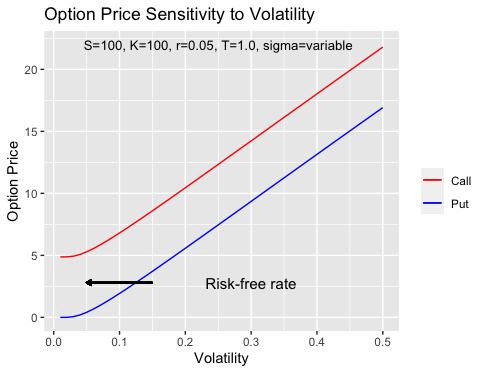 Option Price Sensitivity to Volatility
S=100, K=100, r=0.05, T=1.0, sigma=variable
Option Price
20
15
10
5
0
Risk-free rate
0.0 0.1 0.2 0.3 0.4 0.5
Volatility
Call
Put